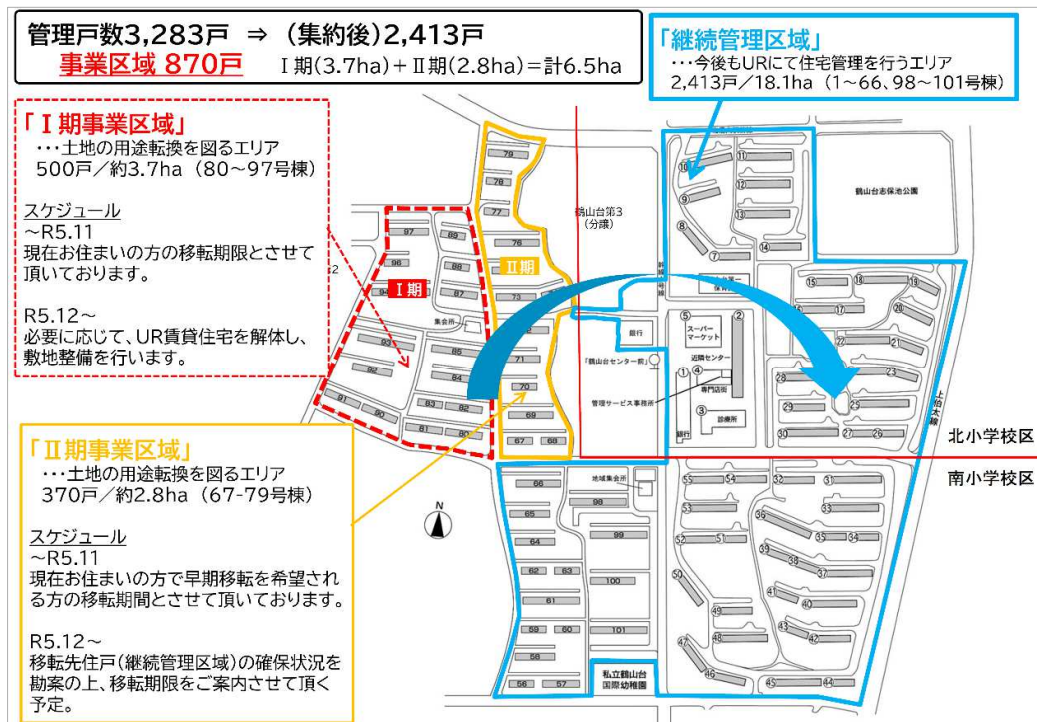 管理戸数3,283戸 ⇒ (集約後)2,413戸
事業区域 870戸 Ⅰ期(3.7ha)+Ⅱ期(2.8ha)=計6.5ha
「継続管理区域」
･･･今後もURにて住宅管理を行うエリア
2,413戸/18.1ha (1~66、98~101号棟)
「Ⅰ期事業区域」
･･･土地の用途転換を図るエリア
500戸/約3.7ha (80~97号棟)
スケジュール
~R5.11
現在お住まいの方の移転期限とさせて
頂いております。
R5.12~
必要に応じて、UR賃貸住宅を解体し、
敷地整備を行います。
「Ⅱ期事業区域」
･･･土地の用途転換を図るエリア
370戸/約2.8ha (67-79号棟)
スケジュール
~R5.11
現在お住まいの方で早期移転を希望され
る方の移転期間とさせて頂いております。
R5.12~
移転先住戸(継続管理区域)の確保状況を
勘案の上、移転期限をご案内させて頂く
予定。
79
78
77
76
73
Ⅱ期
鶴山台第3
(分譲)
97
89
96
88
94
Ⅰ期
87
集会所
93
85
92
84
91
90
83
82
81
80
71
70
69
67
68
銀行
「鶴山台センター前」
⑤
スーパー
マーケット
②
近隣センター
①
④
専門店街
管理サービス事務所
③
診療所
銀行
鶴山台志保池公園
⑩
⑪
⑨
⑫
⑬
⑧
⑦
⑭
⑮
⑱
⑲
⑰
⑳
㉒
㉑
㉘
㉓
㉙
㉕
㉚
㉗
㉖
上伯太線
北小学校区
南小学校区
N
66
65
64
62
63
61
59
60
58
56
57
地域集会所
98
99
100
101
私立鶴山台
国際幼稚園
55
54
53
52
51
50
49
48
47
46
32
31
33
36
35
34
39
38
37
41
40
43
42
45
44